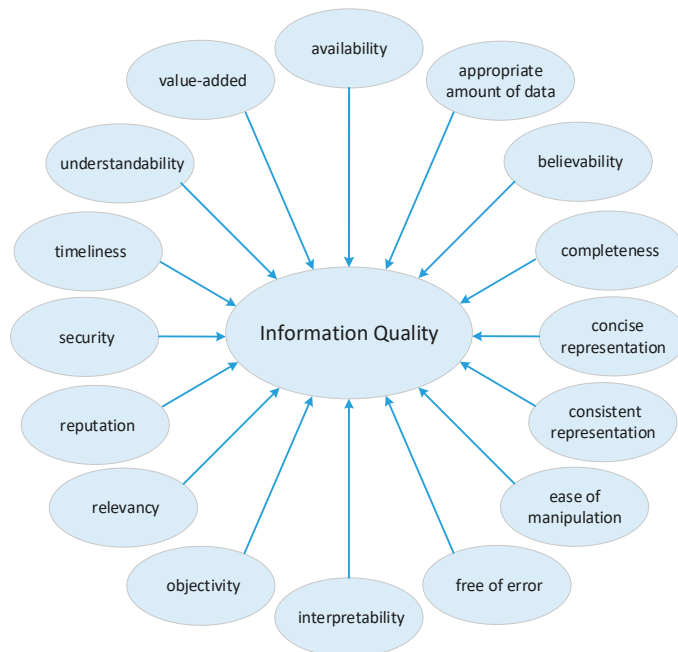 availability
appropriate
amount of data
believability
completeness
concise
representation
consistent
representation
ease of
manipulation
free of error
interpretability
objectivity
relevancy
reputation
security
timeliness
understandability
value-added
Information Quality